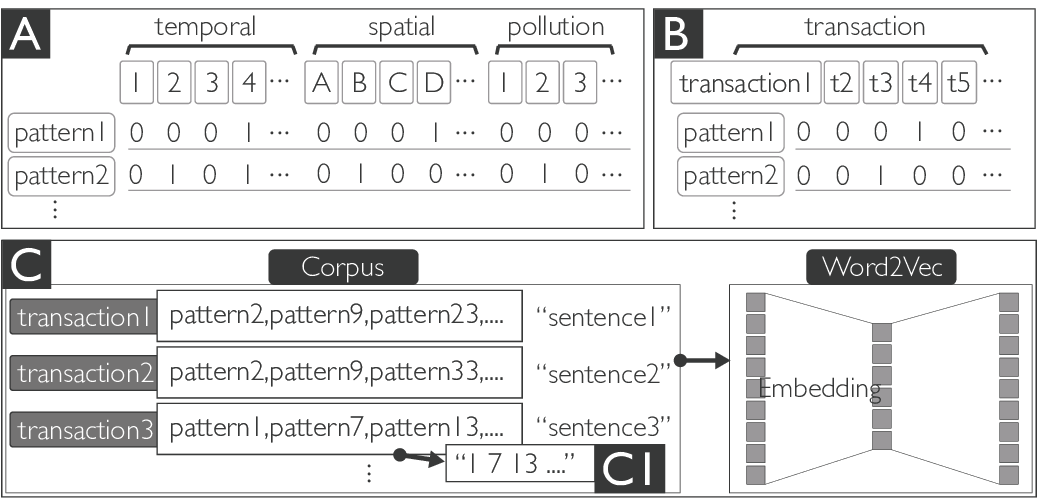 A
temporal spatial pollution
1 2 3 4 ... A B C D ... 1 2 3 ...
pattern1 0 0 0 1 ... 0 0 0 1 ... 0 0 0 ...
pattern2 0 1 0 1 ... 0 1 0 0 ... 0 1 0 ...
⋮
B
transaction
transaction1 t2 t3 t4 t5 ...
pattern1 0 0 0 1 0 ...
pattern2 0 0 1 0 0 ...
⋮
C
Corpus
transaction1 pattern2,pattern9,pattern23,.... “sentence1”
transaction2 pattern2,pattern9,pattern33,.... “sentence2”
transaction3 pattern1,pattern7,pattern13,.... “sentence3”
⋮
“1 7 13 ....” C1
Word2Vec
Embedding